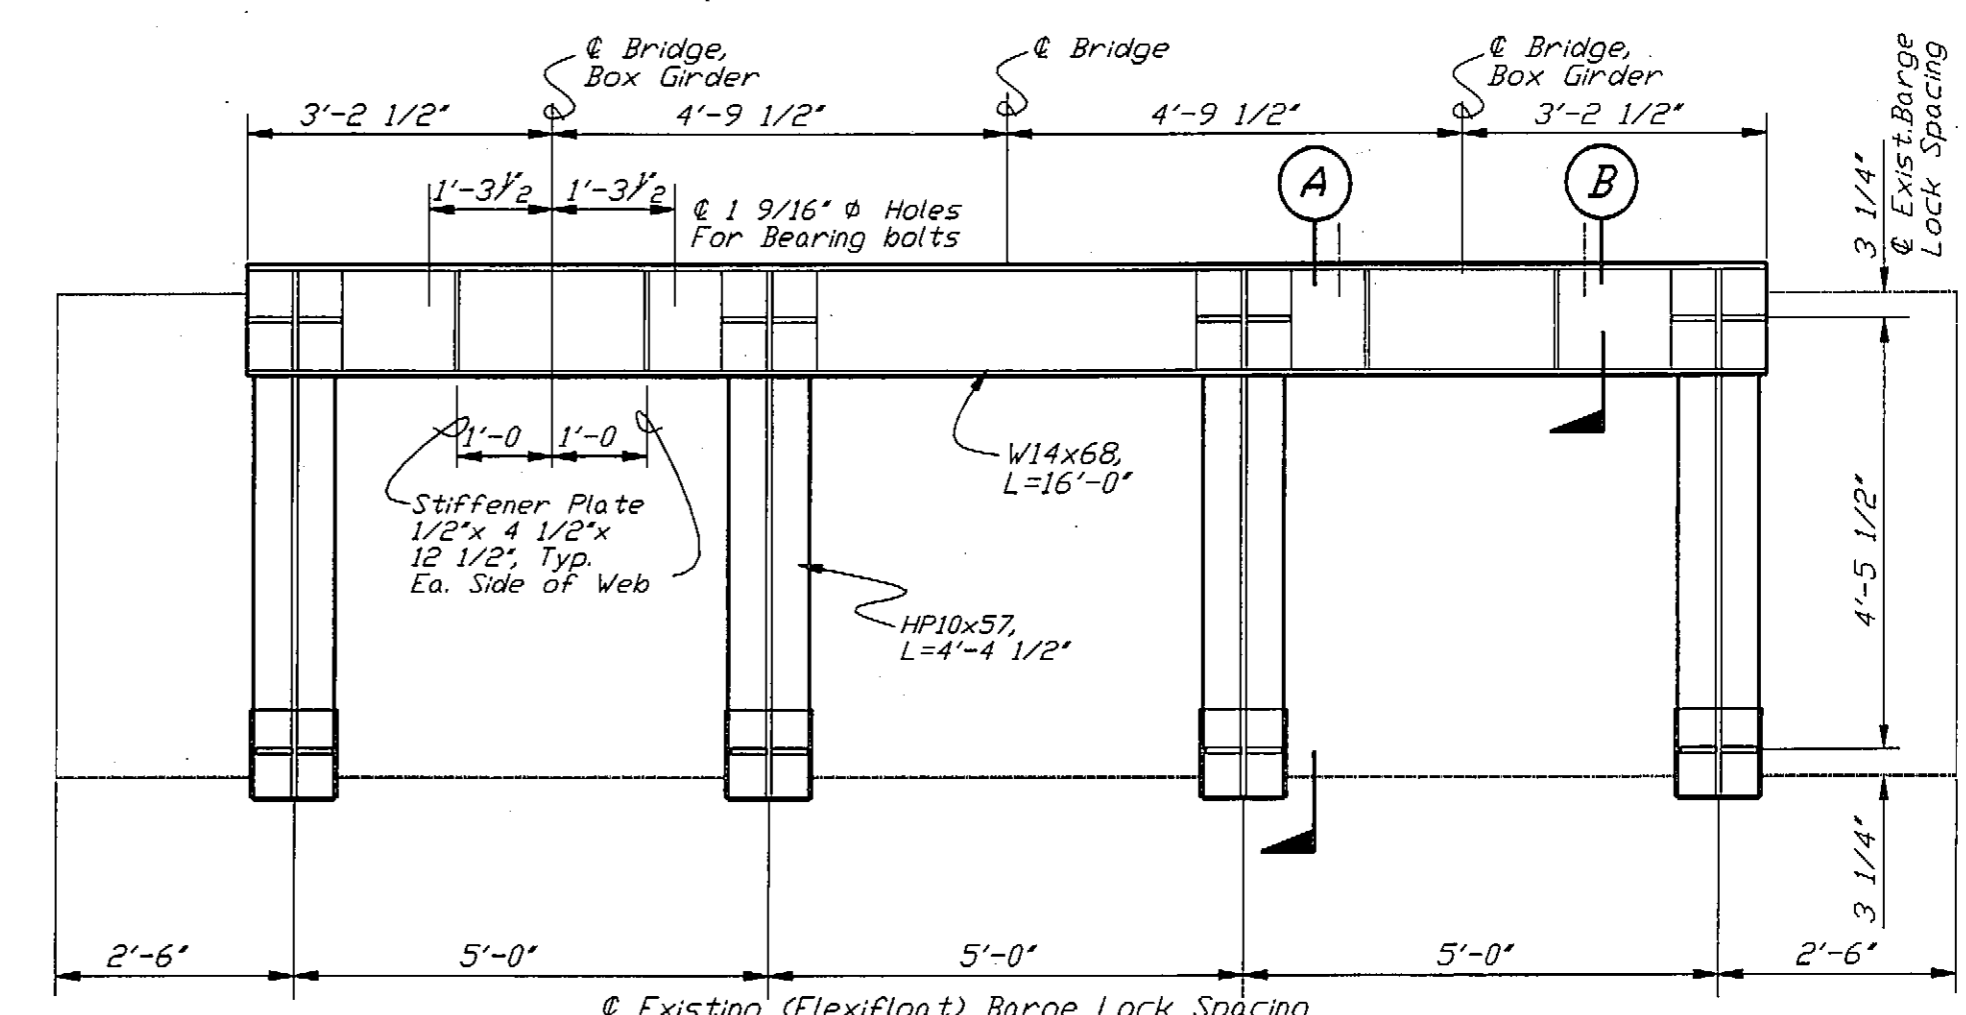 ℄ Bridge,
Box Girder
℄ Bridge
℄ Bridge,
Box Girder
℄ Exist.Barge
Lock Spacing
3'-2 1/2"
4'-9 1/2"
4'-9 1/2"
3'-2 1/2"
3 1/4"
1'-3 1/2"
1'-3 1/2"
℄ 1 9/16" ϕ Holes
For Bearing bolts
A
B
1'-0
1'-0
W14x68,
L=16'-0"
Stiffener Plate
1/2"x 4 1/2"x
12 1/2", Typ.
Ea. Side of Web
HP10x57,
L=4'-4 1/2"
4'-5 1/2"
3 1/4"
2'-6"
5'-0"
5'-0"
5'-0"
2'-6"
℄ Existing (Flexifloat) Barge Lock Spacing